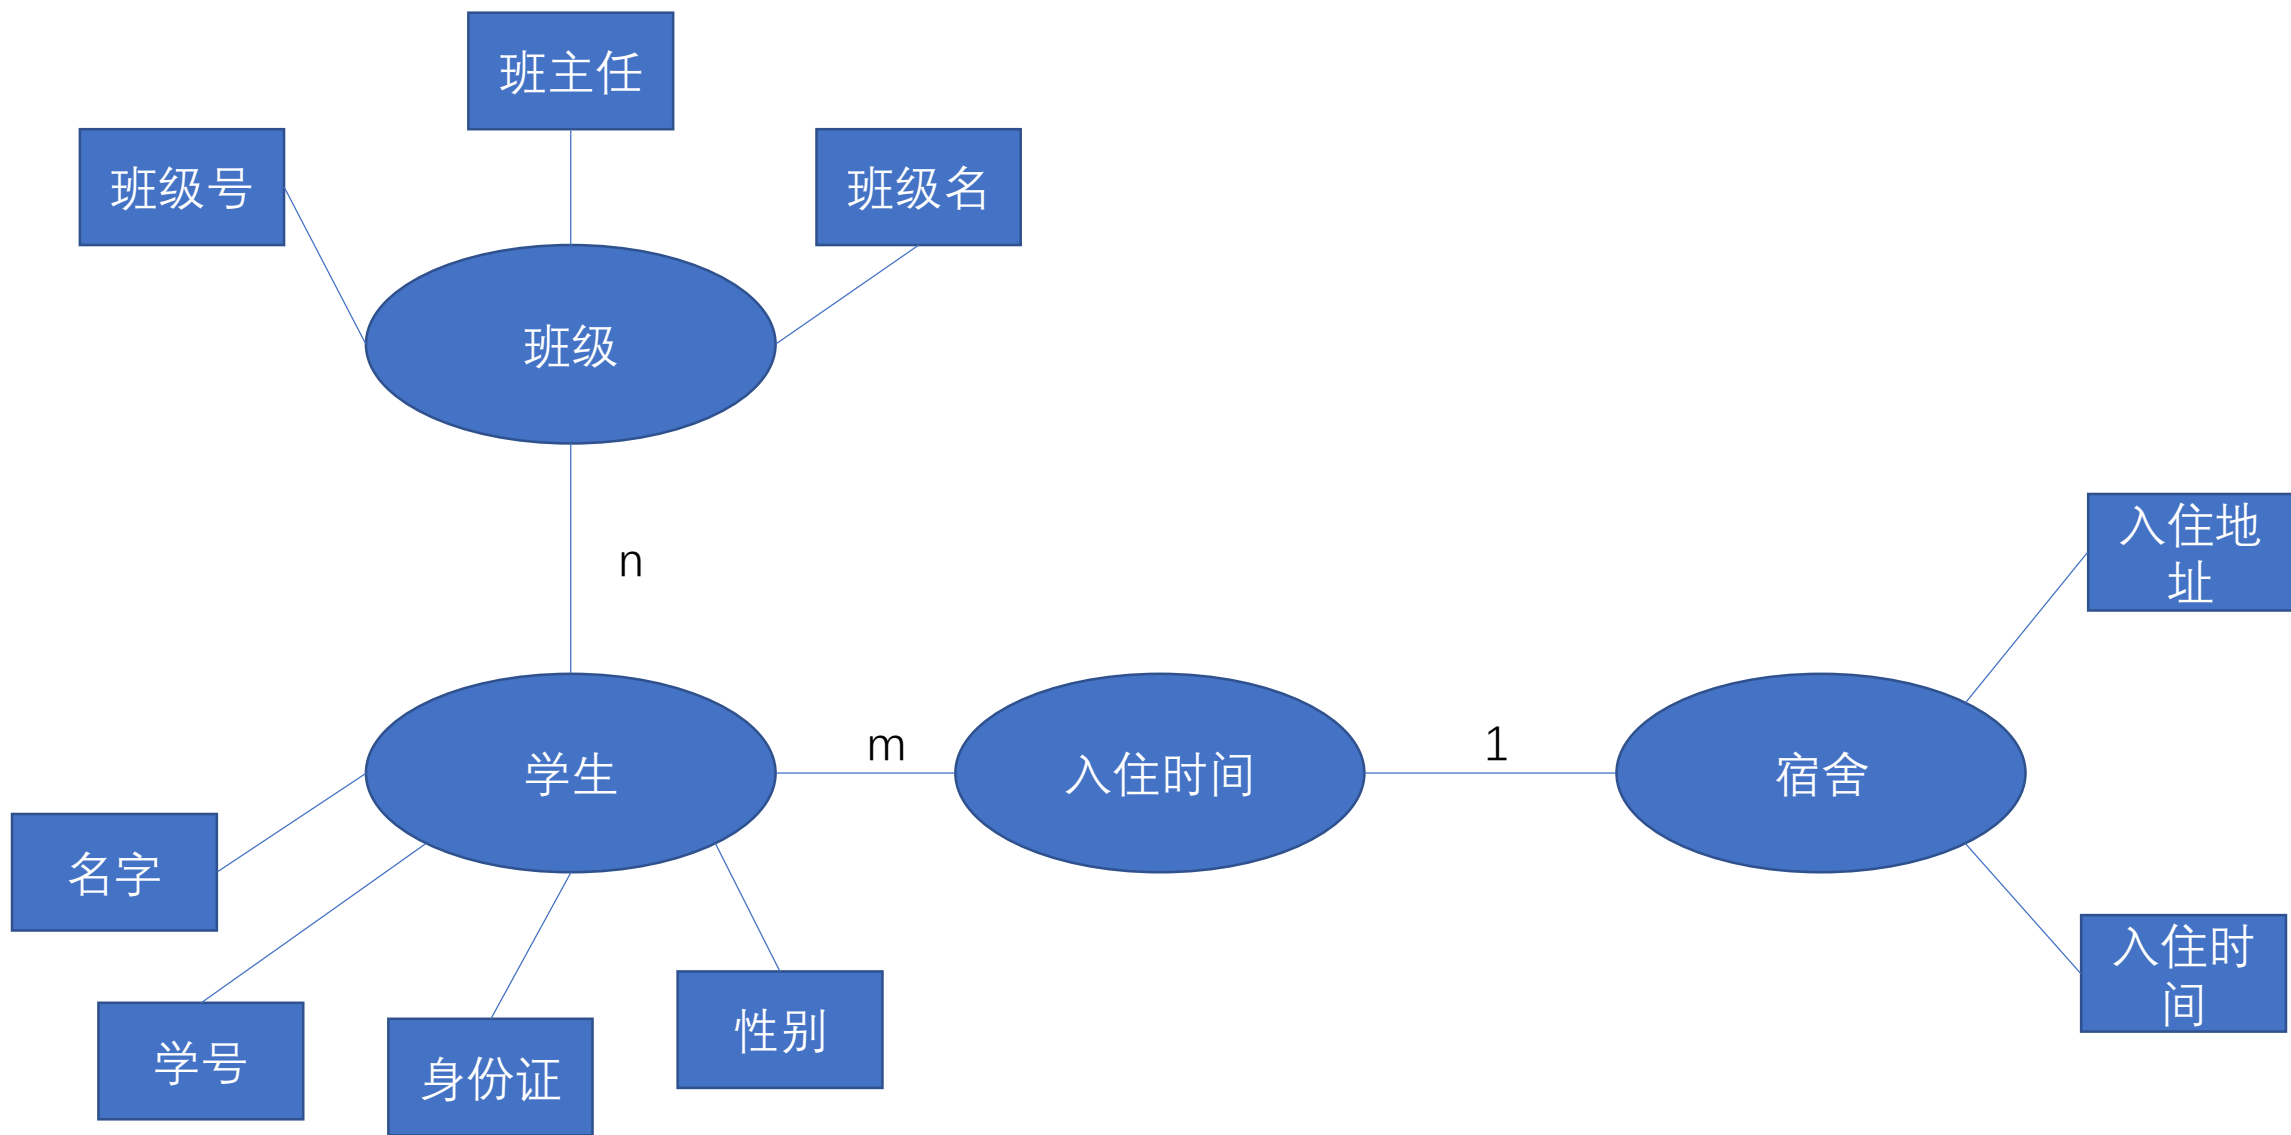 班主任
班级号
班级名
班级
n
入住地
址
学生
m
入住时间
1
宿舍
名字
学号
身份证
性别
入住时
间